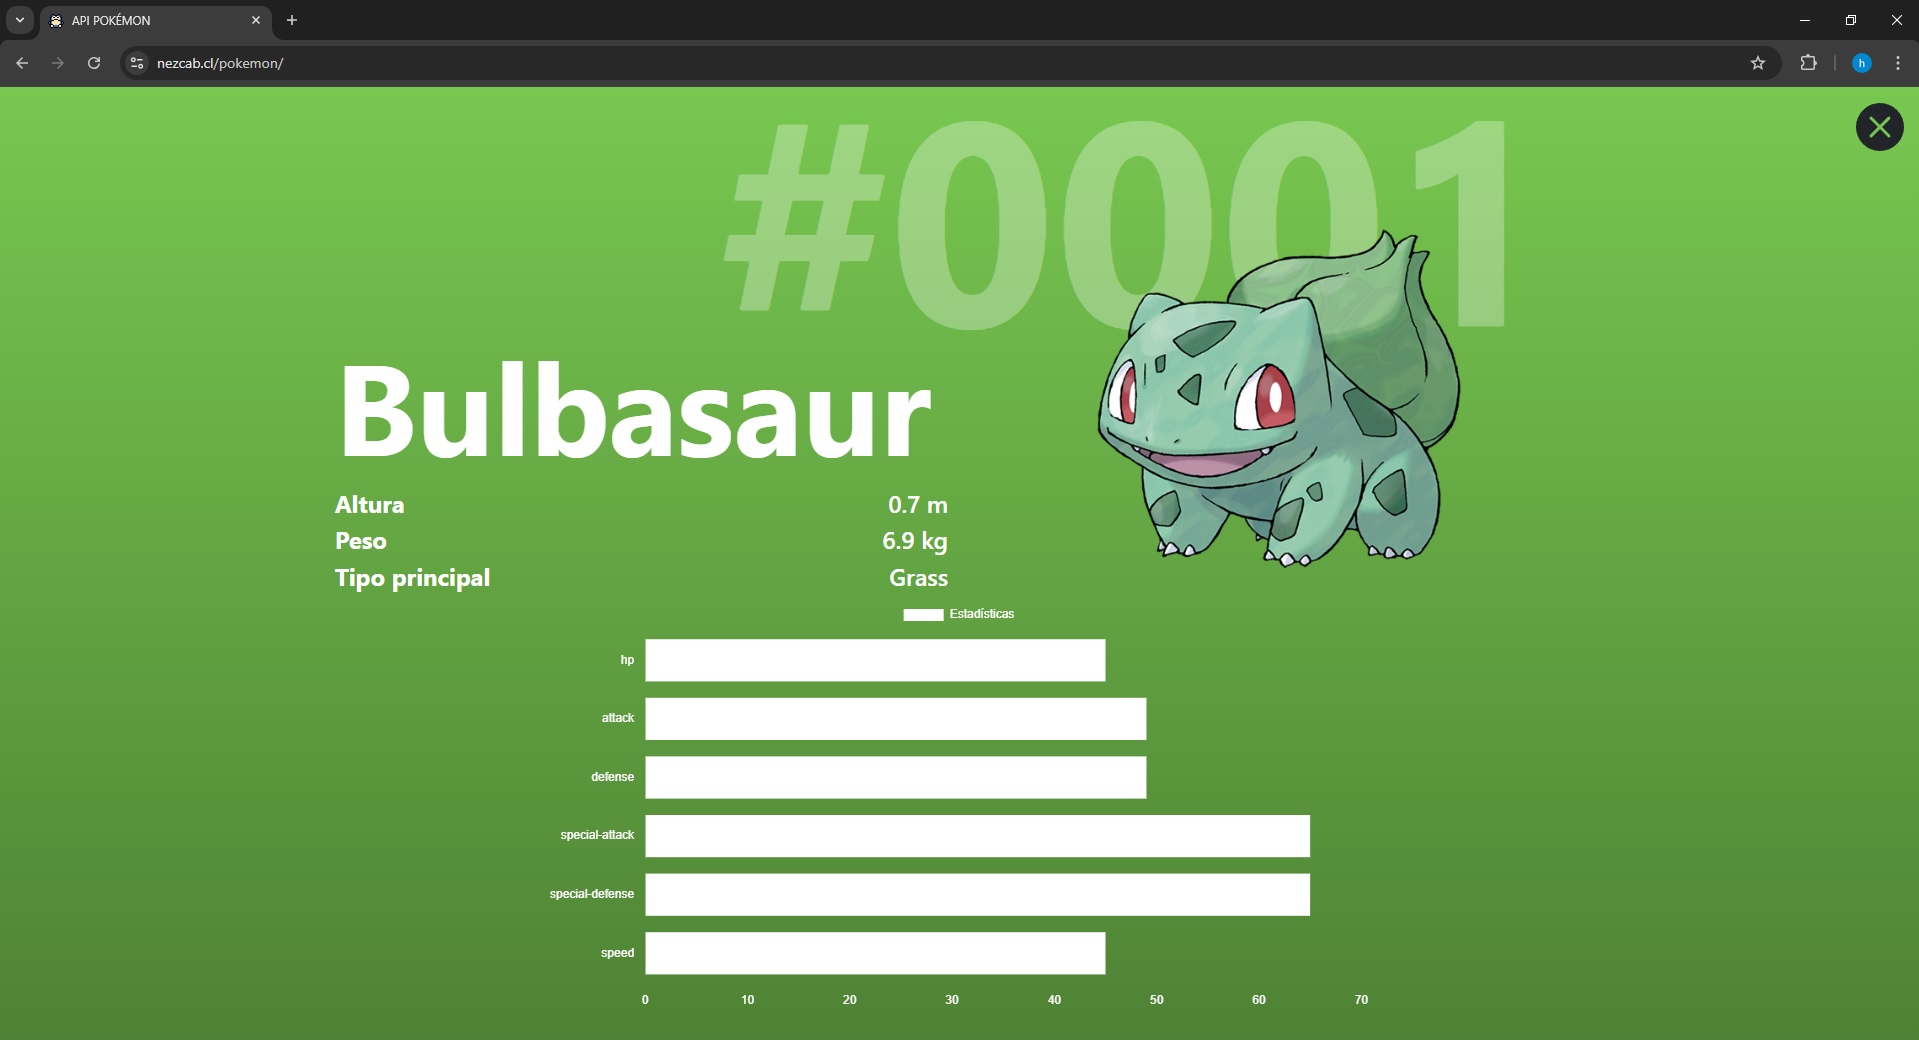 API POKÉMON
nezcab.cl/pokemon/
h
#0001
Bulbasaur
Altura 0.7 m
Peso 6.9 kg
Tipo principal Grass
Estadísticas
hp
attack
defense
special-attack
special-defense
speed
0 10 20 30 40 50 60 70